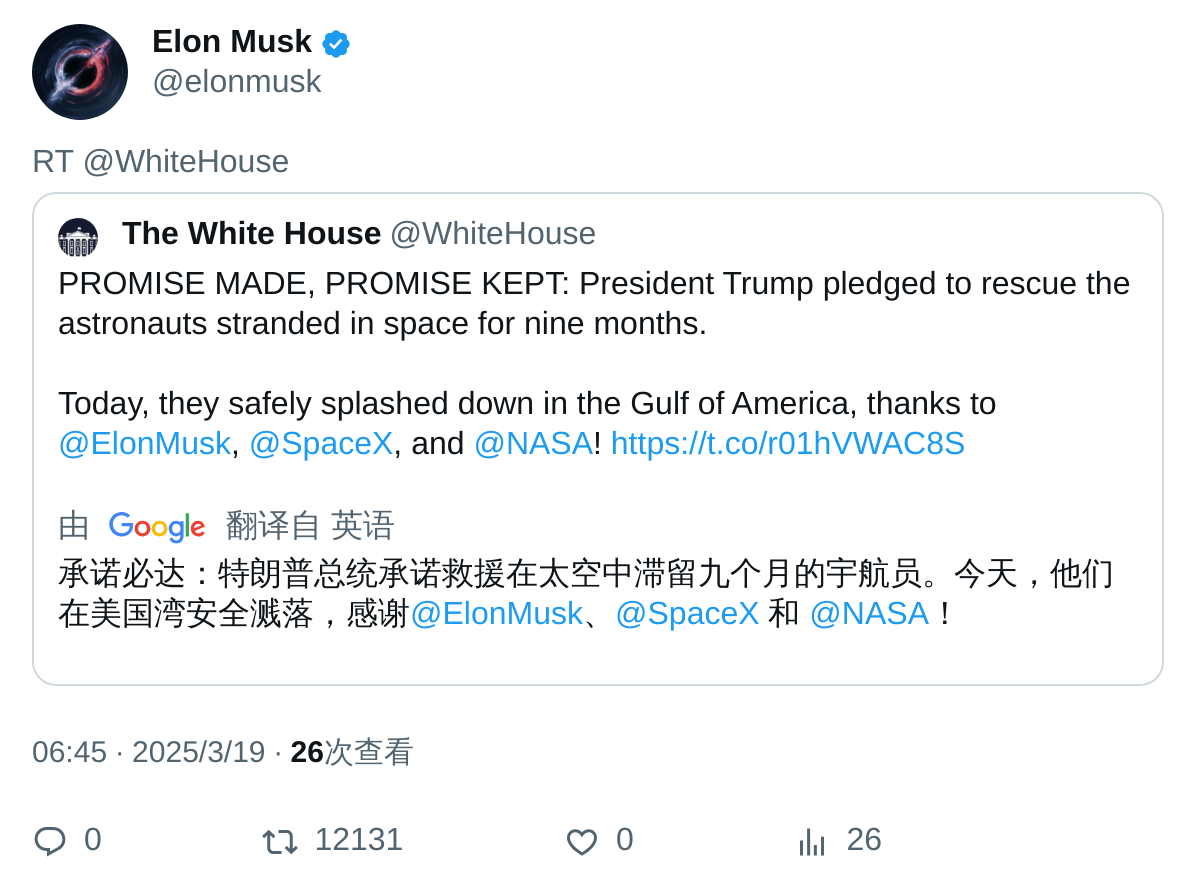 Elon Musk
@elonmusk
RT @WhiteHouse
The White House @WhiteHouse
PROMISE MADE, PROMISE KEPT: President Trump pledged to rescue the
astronauts stranded in space for nine months.
Today, they safely splashed down in the Gulf of America, thanks to
@ElonMusk, @SpaceX, and @NASA! https://t.co/r01hVWAC8S
由 Google 翻译自 英语
承诺必达：特朗普总统承诺救援在太空中滞留九个月的宇航员。今天，他们
在美国湾安全溅落，感谢@ElonMusk、@SpaceX 和 @NASA！
06:45 · 2025/3/19 · 26次查看
0 12131 0 26